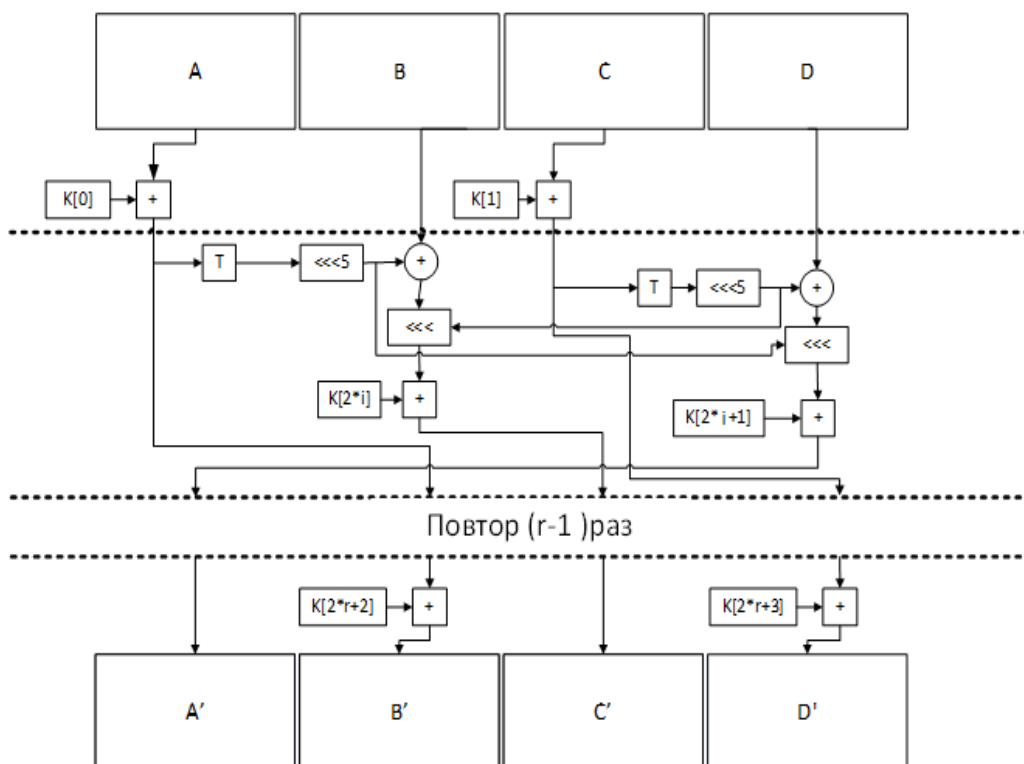 A
B
C
D
K[0]
+
K[1]
+
T
<<<5
+
T
<<<5
+
<<<
<<<
K[2*i]
+
K[2*i+1]
+
Повтор (r-1 )раз
K[2*r+2]
+
K[2*r+3]
+
A’
B’
C’
D'